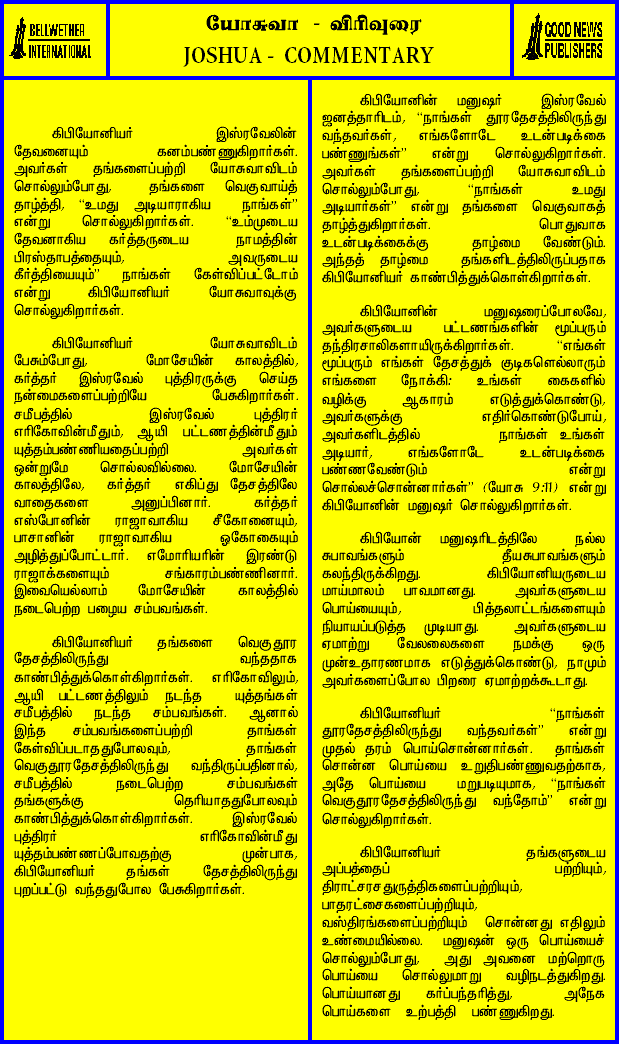 BELLWETHER
INTERNATIONAL
யோசுவா - விரிவுரை
JOSHUA - COMMENTARY
GOOD NEWS
PUBLISHERS
கிபியோனியர் இஸ்ரவேலின்
தேவனையும் கனம்பண்ணுகிறார்கள்.
அவர்கள் தங்களைப்பற்றி யோசுவாவிடம்
சொல்லும்போது, தங்களை வெகுவாய்த்
தாழ்த்தி, “உமது அடியாராகிய நாங்கள்”
என்று சொல்லுகிறார்கள். “உம்முடைய
தேவனாகிய கர்த்தருடைய நாமத்தின்
பிரஸ்தாபத்தையும், அவருடைய
கீர்த்தியையும்” நாங்கள் கேள்விப்பட்டோம்
என்று கிபியோனியர் யோசுவாவுக்கு
சொல்லுகிறார்கள்.
கிபியோனியர் யோசுவாவிடம்
பேசும்போது, மோசேயின் காலத்தில்,
கர்த்தர் இஸ்ரவேல் புத்திரருக்கு செய்த
நன்மைகளைப்பற்றியே பேசுகிறார்கள்.
சமீபத்தில் இஸ்ரவேல் புத்திரர்
எரிகோவின்மீதும், ஆயி பட்டணத்தின்மீதும்
யுத்தம்பண்ணியதைப்பற்றி அவர்கள்
ஒன்றுமே சொல்லவில்லை. மோசேயின்
காலத்திலே, கர்த்தர் எகிப்து தேசத்திலே
வாதைகளை அனுப்பினார். கர்த்தர்
எஸ்போனின் ராஜாவாகிய சீகோனையும்,
பாசானின் ராஜாவாகிய ஒகோகையும்
அழித்துப்போட்டார். எமோரியரின் இரண்டு
ராஜாக்களையும் சங்காரம்பண்ணினார்.
இவையெல்லாம் மோசேயின் காலத்தில்
நடைபெற்ற பழைய சம்பவங்கள்.
கிபியோனியர் தங்களை வெகுதூர
தேசத்திலிருந்து வந்ததாக
காண்பித்துக்கொள்கிறார்கள். எரிகோவிலும்,
ஆயி பட்டணத்திலும் நடந்த யுத்தங்கள்
சமீபத்தில் நடந்த சம்பவங்கள். ஆனால்
இந்த சம்பவங்களைப்பற்றி தாங்கள்
கேள்விப்படாததுபோலவும், தாங்கள்
வெகுதூரதேசத்திலிருந்து வந்திருப்பதினால்,
சமீபத்தில் நடைபெற்ற சம்பவங்கள்
தங்களுக்கு தெரியாததுபோலவும்
காண்பித்துக்கொள்கிறார்கள். இஸ்ரவேல்
புத்திரர் எரிகோவின்மீது
யுத்தம்பண்ணப்போவதற்கு முன்பாக,
கிபியோனியர் தங்கள் தேசத்திலிருந்து
புறப்பட்டு வந்ததுபோல பேசுகிறார்கள்.
கிபியோனின் மனுஷர் இஸ்ரவேல்
ஜனத்தாரிடம், “நாங்கள் தூரதேசத்திலிருந்து
வந்தவர்கள், எங்களோடே உடன்படிக்கை
பண்ணுங்கள்” என்று சொல்லுகிறார்கள்.
அவர்கள் தங்களைப்பற்றி யோசுவாவிடம்
சொல்லும்போது, “நாங்கள் உமது
அடியார்கள்” என்று தங்களை வெகுவாகத்
தாழ்த்துகிறார்கள். பொதுவாக
உடன்படிக்கைக்கு தாழ்மை வேண்டும்.
அந்தத் தாழ்மை தங்களிடத்திலிருப்பதாக
கிபியோனியர் காண்பித்துக்கொள்கிறார்கள்.
கிபியோனின் மனுஷரைப்போலவே,
அவர்களுடைய பட்டணங்களின் மூப்பரும்
தந்திரசாலிகளாயிருக்கிறார்கள். “எங்கள்
மூப்பரும் எங்கள் தேசத்துக் குடிகளெல்லாரும்
எங்களை நோக்கி: உங்கள் கைகளில்
வழிக்கு ஆகாரம் எடுத்துக்கொண்டு,
அவர்களுக்கு எதிர்கொண்டுபோய்,
அவர்களிடத்தில் நாங்கள் உங்கள்
அடியார், எங்களோடே உடன்படிக்கை
பண்ணவேண்டும் என்று
சொல்லச்சொன்னார்கள்” (யோசு 9:11) என்று
கிபியோனின் மனுஷர் சொல்லுகிறார்கள்.
கிபியோன் மனுஷரிடத்திலே நல்ல
சுபாவங்களும் தீயசுபாவங்களும்
கலந்திருக்கிறது. கிபியோனியருடைய
மாய்மாலம் பாவமானது. அவர்களுடைய
பொய்யையும், பித்தலாட்டங்களையும்
நியாயப்படுத்த முடியாது. அவர்களுடைய
ஏமாற்று வேலலைகளை நமக்கு ஒரு
முன்உதாரணமாக எடுத்துக்கொண்டு, நாமும்
அவர்களைப்போல பிறரை ஏமாற்றக்கூடாது.
கிபியோனியர் “நாங்கள்
தூரதேசத்திலிருந்து வந்தவர்கள்” என்று
முதல் தரம் பொய்சொன்னார்கள். தாங்கள்
சொன்ன பொய்யை உறுதிபண்ணுவதற்காக,
அதே பொய்யை மறுபடியுமாக, “நாங்கள்
வெகுதூரதேசத்திலிருந்து வந்தோம்” என்று
சொல்லுகிறார்கள்.
கிபியோனியர் தங்களுடைய
அப்பத்தைப் பற்றியும்,
திராட்சரசதுருத்திகளைப்பற்றியும்,
பாதரட்சைகளைப்பற்றியும்,
வஸ்திரங்களைப்பற்றியும் சொன்னது எதிலும்
உண்மையில்லை. மனுஷன் ஒரு பொய்யைச்
சொல்லும்போது, அது அவனை மற்றொரு
பொய்யை சொல்லுமாறு வழிநடத்துகிறது.
பொய்யானது கர்ப்பந்தரித்து, அநேக
பொய்களை உற்பத்தி பண்ணுகிறது.